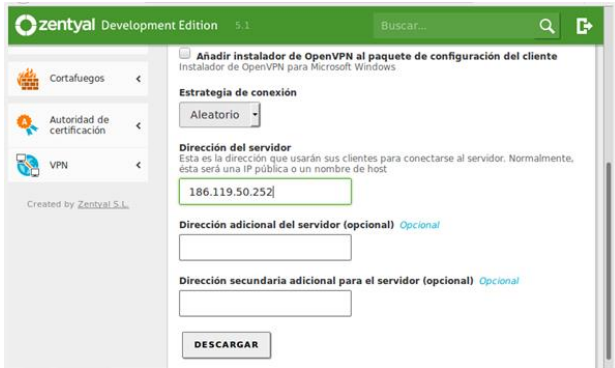 zentyal Development Edition 5.1
Buscar...
Cortafuegos
Autoridad de
certificación
VPN
Created by Zentyal S.L.
Añadir instalador de OpenVPN al paquete de configuración del cliente
Instalador de OpenVPN para Microsoft Windows
Estrategia de conexión
Aleatorio
Dirección del servidor
Esta es la dirección que usarán sus clientes para conectarse al servidor. Normalmente,
ésta será una IP pública o un nombre de host
186.119.50.252
Dirección adicional del servidor (opcional) Opcional
Dirección secundaria adicional para el servidor (opcional) Opcional
DESCARGAR